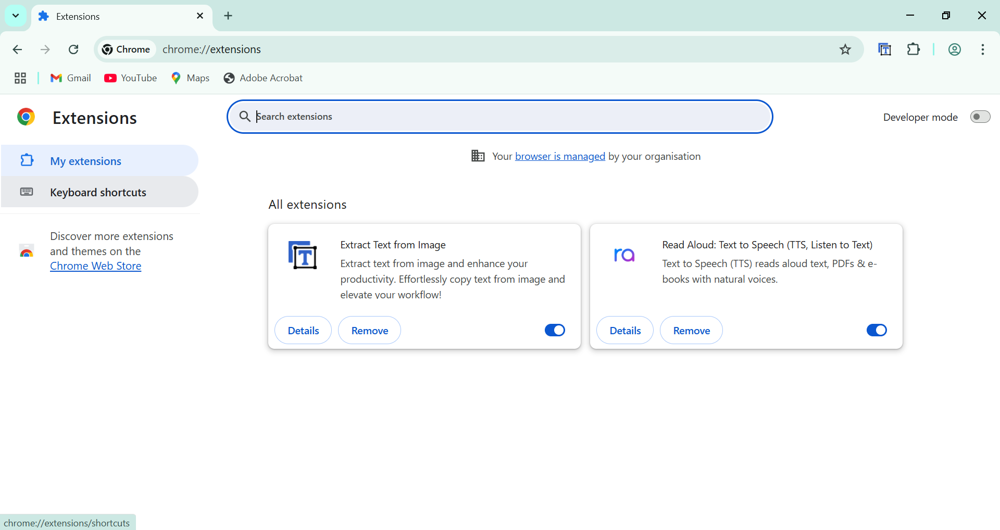 Extensions
Chrome
chrome://extensions
Gmail
YouTube
Maps
Adobe Acrobat
Extensions
Search extensions
Developer mode
My extensions
Keyboard shortcuts
Discover more extensions
and themes on the
Chrome Web Store
Your browser is managed by your organisation
All extensions
T
Extract Text from Image
Extract text from image and enhance your
productivity. Effortlessly copy text from image and
elevate your workflow!
Details
Remove
ra
Read Aloud: Text to Speech (TTS, Listen to Text)
Text to Speech (TTS) reads aloud text, PDFs & e-
books with natural voices.
Details
Remove
chrome://extensions/shortcuts